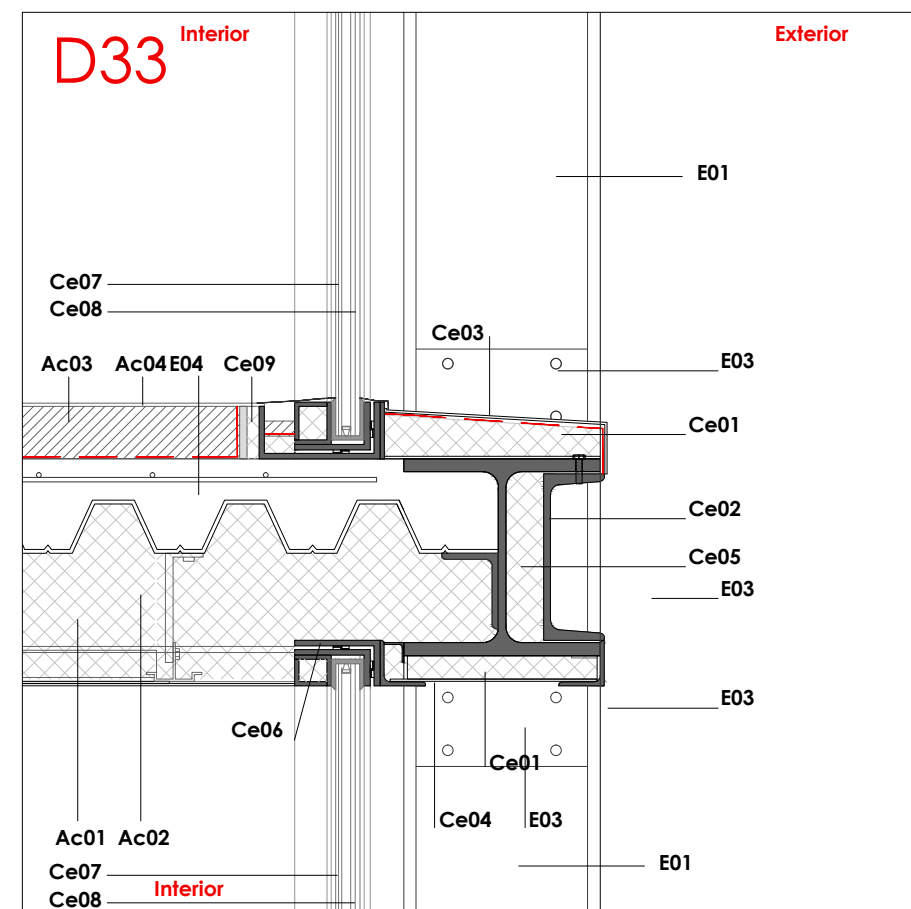 D33 Interior Exterior
E01
Ce07
Ce08
Ce03
Ac03 Ac04 E04 Ce09 E03
Ce01
Ce02
Ce05
E03
E03
Ce06
Ce01
Ce04 E03
Ac01 Ac02
E01
Ce07
Interior
Ce08